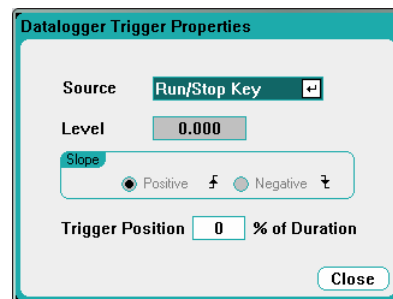 Datalogger Trigger Properties
Source Run/Stop Key
Level 0.000
Slope
Positive Negative
Trigger Position 0 % of Duration
Close